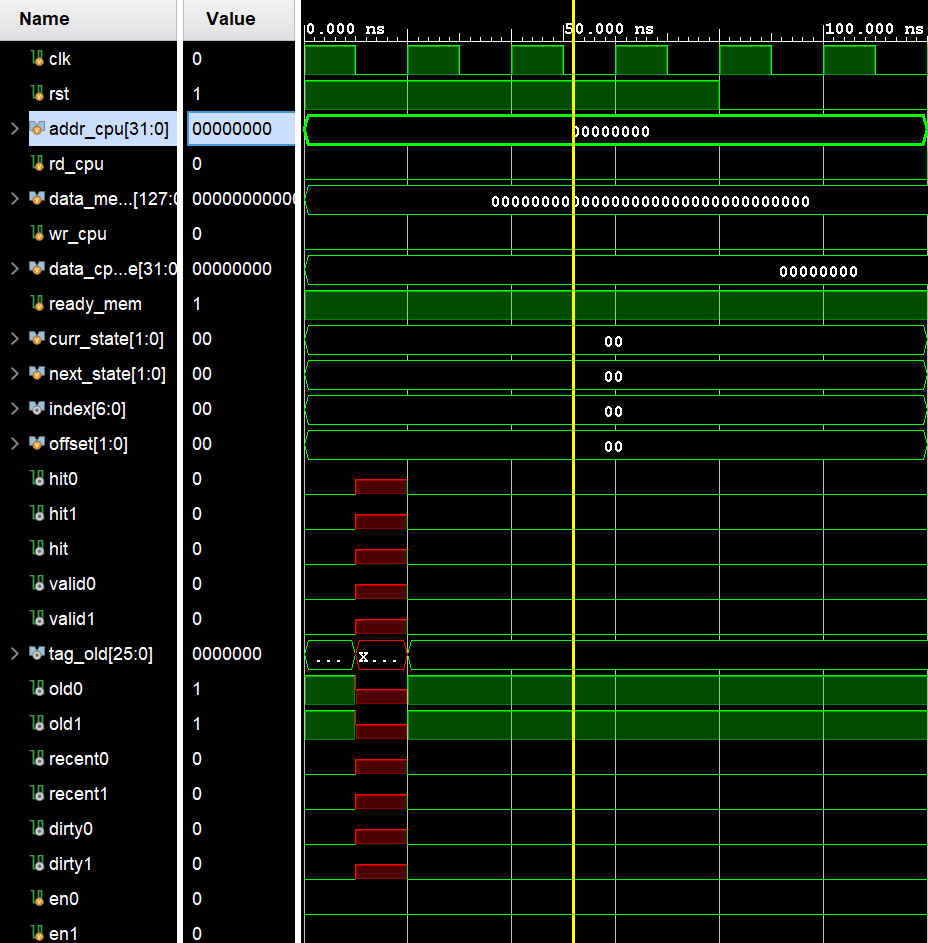 Name Value
0.000 ns 50.000 ns 100.000 ns
clk 0
rst 1
addr_cpu[31:0] 00000000 00000000
rd_cpu 0
data_me...[127:0 00000000000 00000000000000000000000000000000
wr_cpu 0
data_cp...e[31:0 00000000 00000000
ready_mem 1
curr_state[1:0] 00 00
next_state[1:0] 00 00
index[6:0] 00 00
offset[1:0] 00 00
hit0 0
hit1 0
hit 0
valid0 0
valid1 0
tag_old[25:0] 0000000 ... x...
old0 1
old1 1
recent0 0
recent1 0
dirty0 0
dirty1 0
en0 0
en1 0